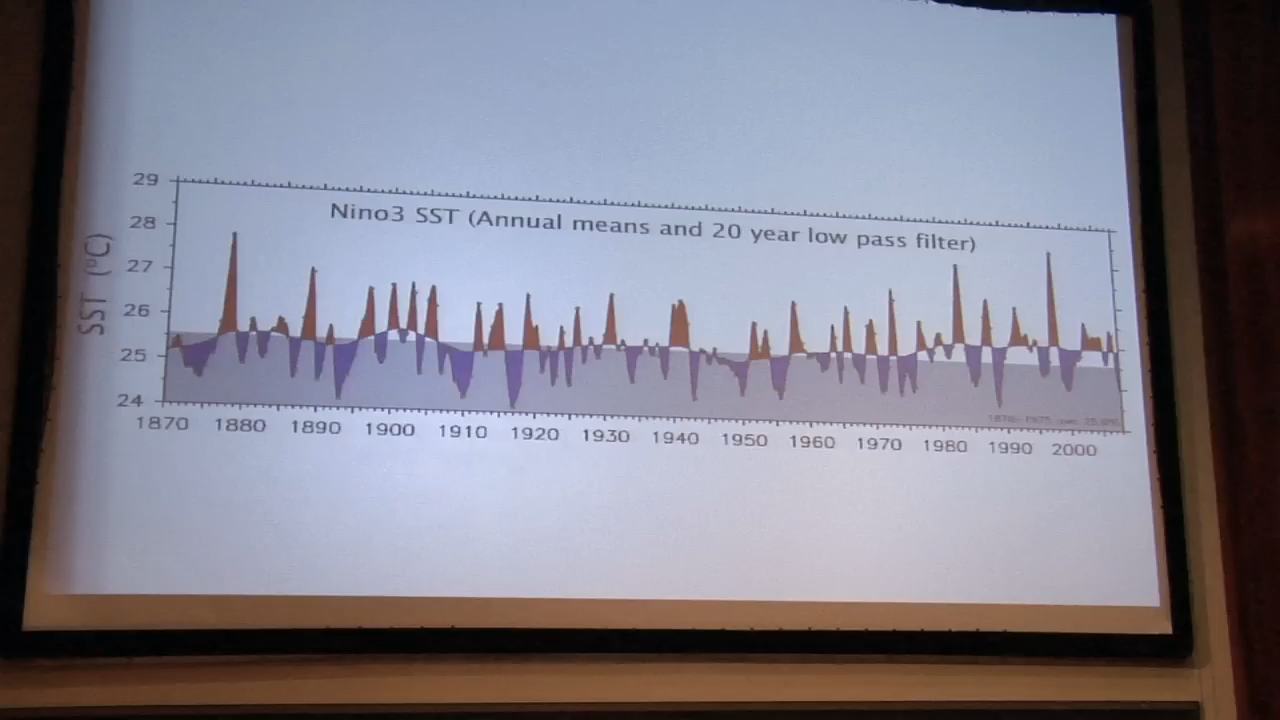 Nino3 SST (Annual means and 20 year low pass filter)
SST (°C)
29
28
27
26
25
24
1870 1880 1890 1900 1910 1920 1930 1940 1950 1960 1970 1980 1990 2000